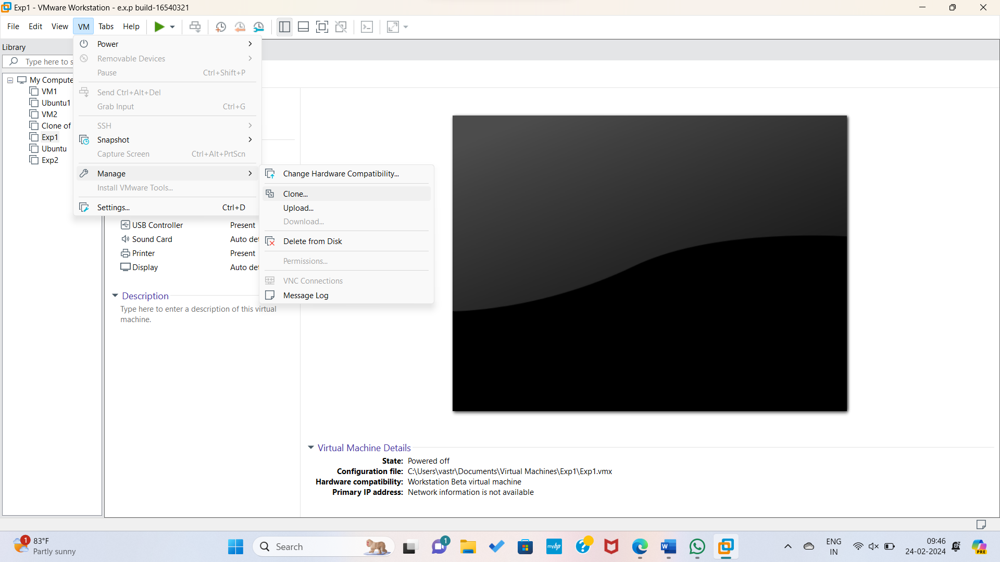 Exp1 - VMware Workstation - e.x.p build-16540321
File Edit View VM Tabs Help
Library
Type here to s
My Compute
VM1
Ubuntu1
VM2
Clone of
Exp1
Ubuntu
Exp2
Power
Removable Devices
Pause Ctrl+Shift+P
Send Ctrl+Alt+Del
Grab Input Ctrl+G
SSH
Snapshot
Capture Screen Ctrl+Alt+PrtScn
Manage
Install VMware Tools...
Settings... Ctrl+D
Change Hardware Compatibility...
Clone...
Upload...
Download...
Delete from Disk
Permissions...
VNC Connections
Message Log
USB Controller Present
Sound Card Auto det
Printer Present
Display Auto det
Description
Type here to enter a description of this virtual
machine.
Virtual Machine Details
State: Powered off
Configuration file: C:\Users\vastr\Documents\Virtual Machines\Exp1\Exp1.vmx
Hardware compatibility: Workstation Beta virtual machine
Primary IP address: Network information is not available
1
83°F
Partly sunny
Search
1
myhp
?
W
ENG
IN
09:46
24-02-2024
PRE